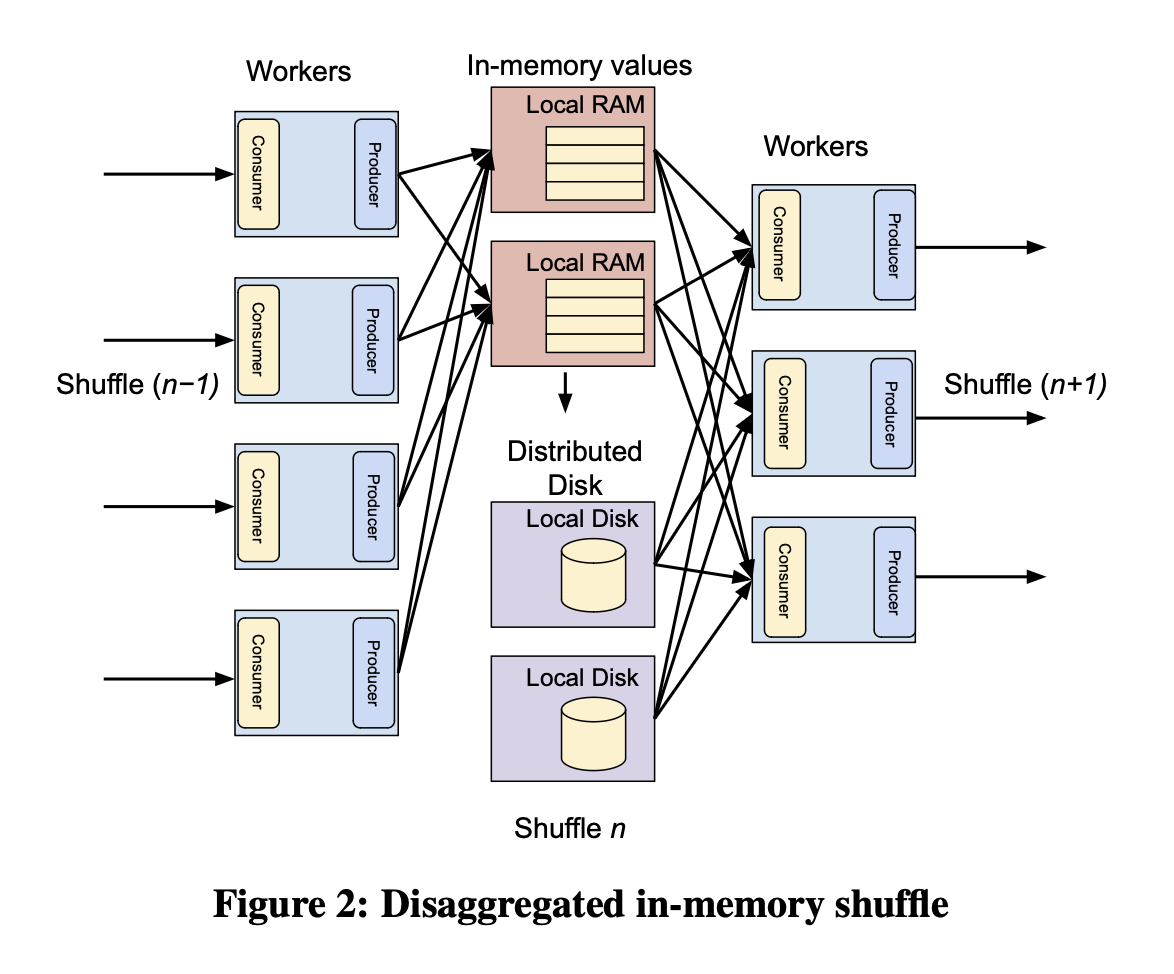 Workers
In-memory values
Workers
Consumer
Producer
Consumer
Producer
Consumer
Producer
Consumer
Producer
Shuffle (n−1)
Local RAM
Local RAM
Distributed
Disk
Local Disk
Local Disk
Shuffle n
Consumer
Producer
Consumer
Producer
Consumer
Producer
Shuffle (n+1)
Figure 2: Disaggregated in-memory shuffle